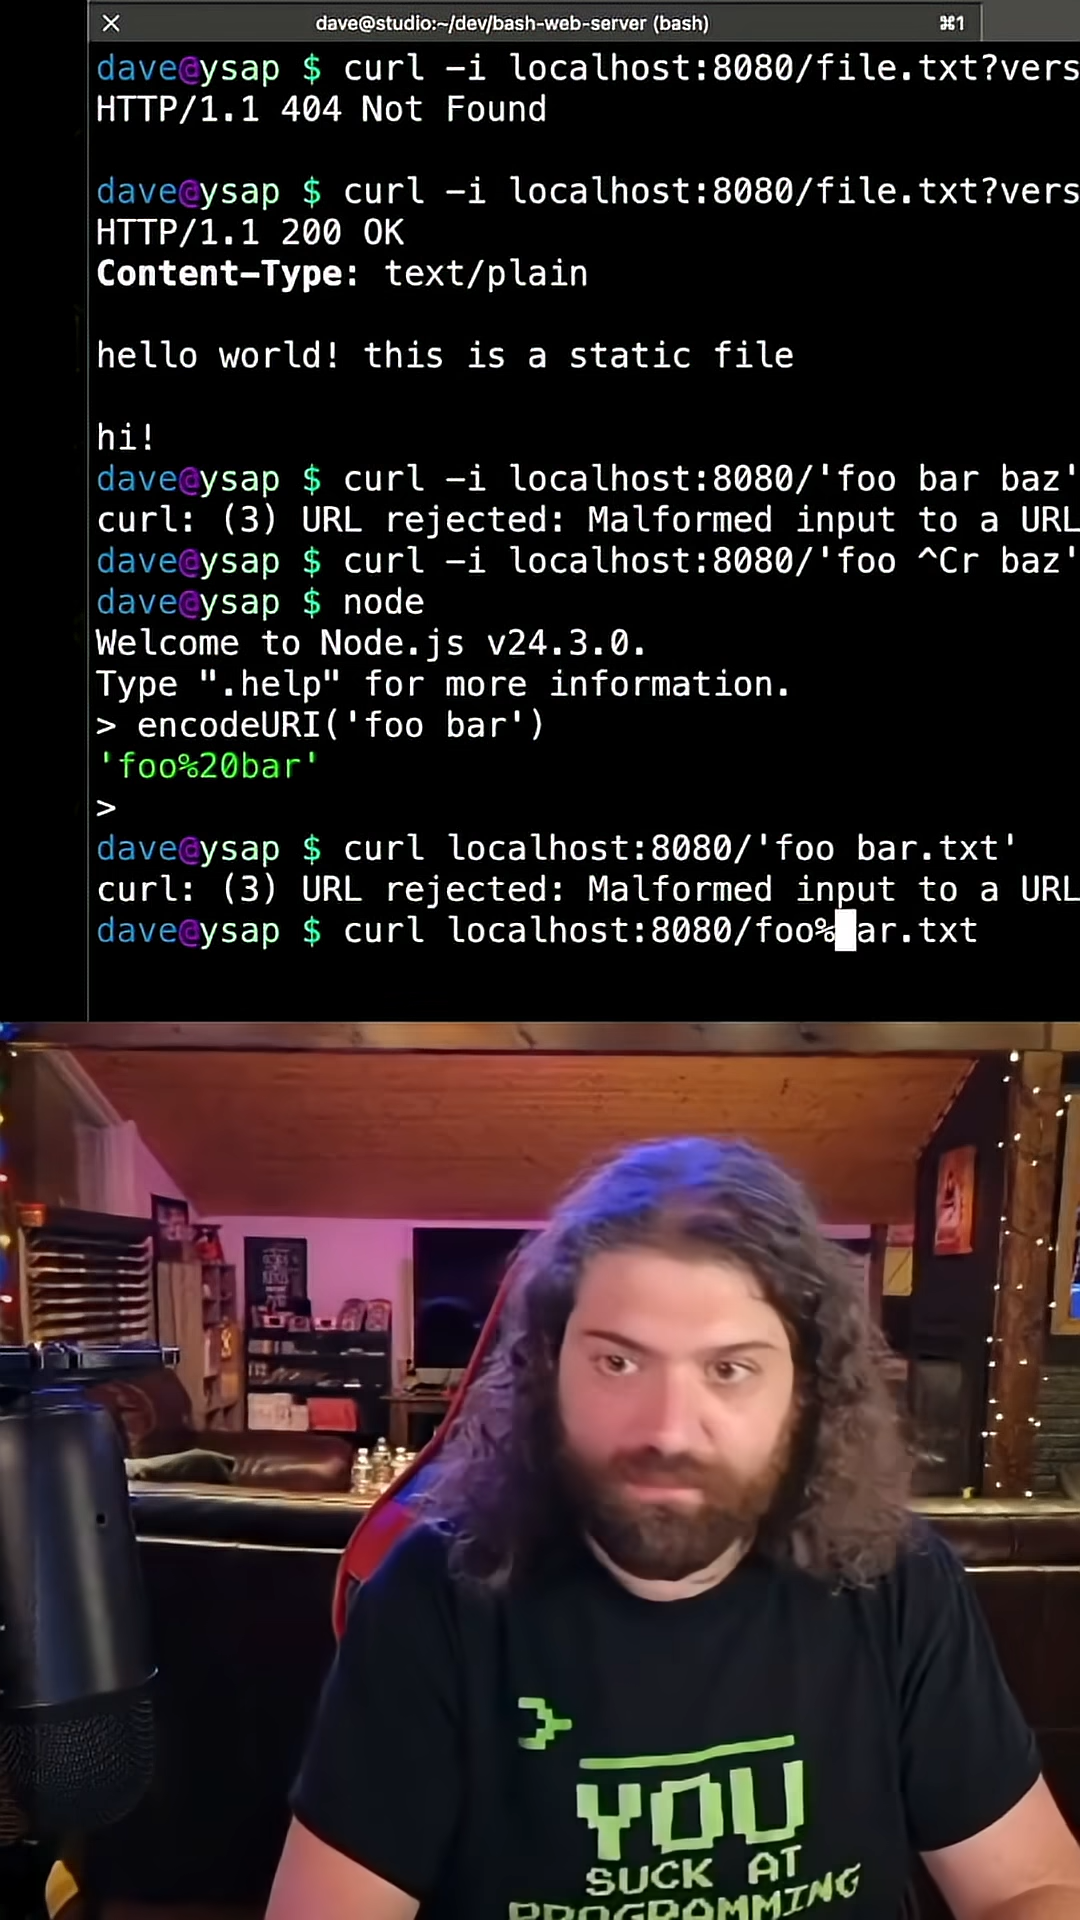 dave@studio:~/dev/bash-web-server (bash)
⌘1
dave@ysap $ curl -i localhost:8080/file.txt?vers
HTTP/1.1 404 Not Found
dave@ysap $ curl -i localhost:8080/file.txt?vers
HTTP/1.1 200 OK
Content-Type: text/plain
hello world! this is a static file
hi!
dave@ysap $ curl -i localhost:8080/'foo bar baz'
curl: (3) URL rejected: Malformed input to a URL
dave@ysap $ curl -i localhost:8080/'foo ^Cr baz'
dave@ysap $ node
Welcome to Node.js v24.3.0.
Type ".help" for more information.
> encodeURI('foo bar')
'foo%20bar'
>
dave@ysap $ curl localhost:8080/'foo bar.txt'
curl: (3) URL rejected: Malformed input to a URL
dave@ysap $ curl localhost:8080/foo% ar.txt
YOU
SUCK AT
PROGRAMMING